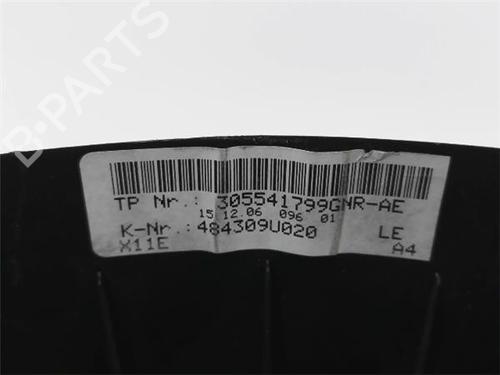 B-PARTS
TP Nr.: 305541799GNR-AE
15.12.06 096 01
K-Nr.: 484309U020 LE
X11E A4